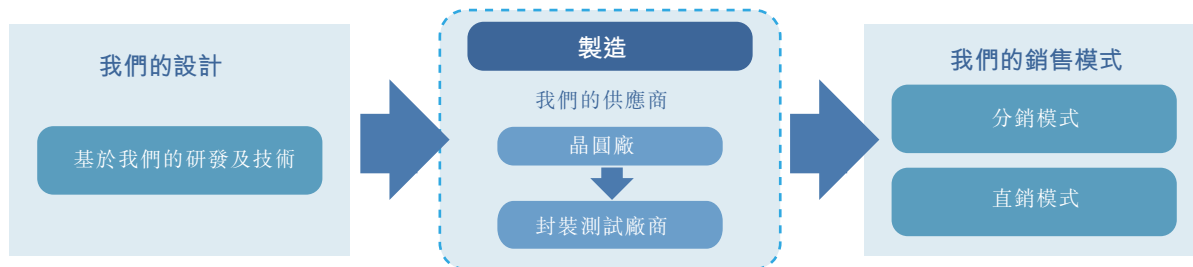 我們的設計
基於我們的研發及技術
製造
我們的供應商
晶圓廠
封裝測試廠商
我們的銷售模式
分銷模式
直銷模式